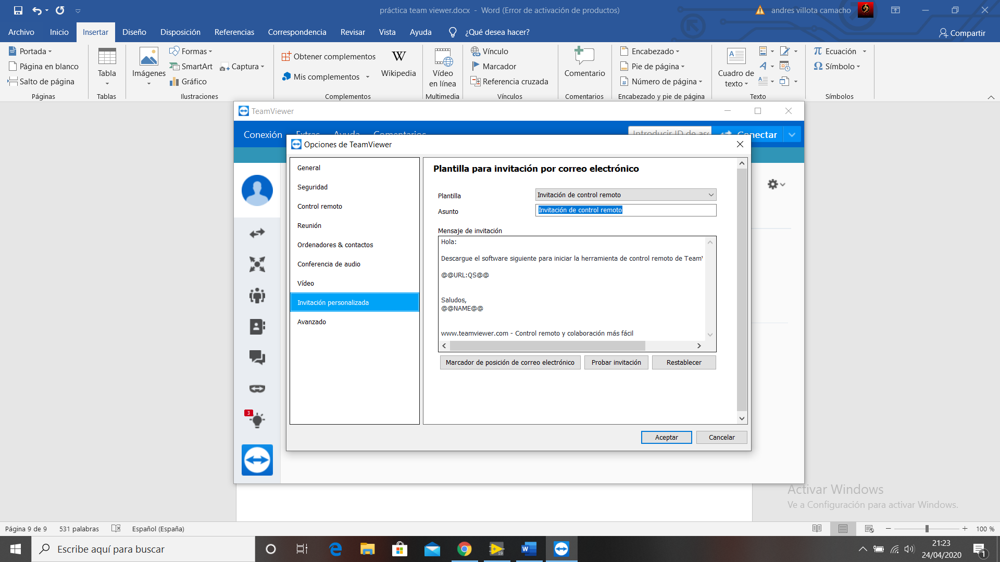 práctica team viewer.docx - Word (Error de activación de productos)
andres villota camacho
Archivo Inicio Insertar Diseño Disposición Referencias Correspondencia Revisar Vista Ayuda ¿Qué desea hacer? Compartir
Portada
Página en blanco
Salto de página
Páginas
Tabla
Tablas
Imágenes
Formas
SmartArt
Gráfico
Captura
Ilustraciones
Obtener complementos
Mis complementos
Wikipedia
Complementos
Vídeo
en línea
Multimedia
Vínculo
Marcador
Referencia cruzada
Vínculos
Comentario
Comentarios
Encabezado
Pie de página
Número de página
Encabezado y pie de página
Cuadro de
texto
Texto
Ecuación
Símbolo
Símbolos
TeamViewer
Conexión Extras Ayuda Comentarios
Introducir ID de
Conectar
Opciones de TeamViewer
General
Seguridad
Control remoto
Reunión
Ordenadores & contactos
Conferencia de audio
Vídeo
Invitación personalizada
Avanzado
Plantilla para invitación por correo electrónico
Plantilla
Invitación de control remoto
Asunto
Invitación de control remoto
Mensaje de invitación
Hola:
Descargue el software siguiente para iniciar la herramienta de control remoto de Team
@@URL:QS@@
Saludos,
@@NAME@@
www.teamviewer.com - Control remoto y colaboración más fácil
Marcador de posición de correo electrónico
Probar invitación
Restablecer
Aceptar
Cancelar
3
Activar Windows
Ve a Configuración para activar Windows.
Página 9 de 9 531 palabras Español (España)
100 %
Escribe aquí para buscar
19
21:23
24/04/2020
1